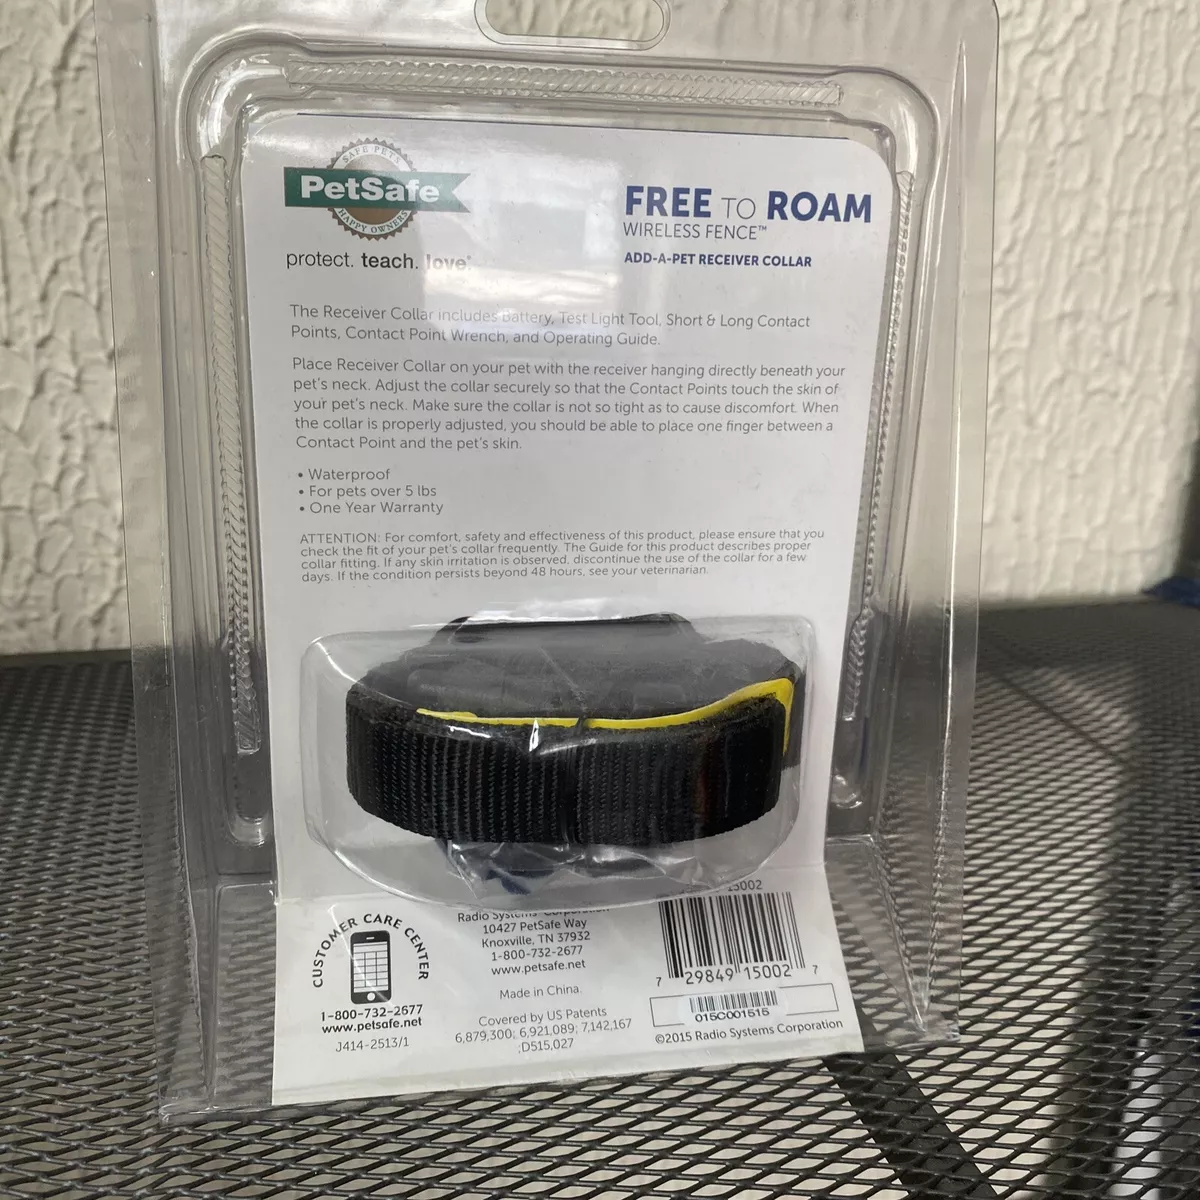 SAFE PETS
PetSafe
HAPPY OWNERS
protect. teach. love.
FREE TO ROAM
WIRELESS FENCE™
ADD-A-PET RECEIVER COLLAR
The Receiver Collar includes Battery, Test Light Tool, Short & Long Contact
Points, Contact Point Wrench, and Operating Guide.
Place Receiver Collar on your pet with the receiver hanging directly beneath your
pet's neck. Adjust the collar securely so that the Contact Points touch the skin of
your pet's neck. Make sure the collar is not so tight as to cause discomfort. When
the collar is properly adjusted, you should be able to place one finger between a
Contact Point and the pet's skin.
• Waterproof
• For pets over 5 lbs
• One Year Warranty
ATTENTION: For comfort, safety and effectiveness of this product, please ensure that you
check the fit of your pet's collar frequently. The Guide for this product describes proper
collar fitting. If any skin irritation is observed, discontinue the use of the collar for a few
days. If the condition persists beyond 48 hours, see your veterinarian.
CUSTOMER CARE CENTER
1-800-732-2677
www.petsafe.net
J414-2513/1
Radio Systems Corporation
10427 PetSafe Way
Knoxville, TN 37932
1-800-732-2677
www.petsafe.net
Made in China.
Covered by US Patents
6,879,300; 6,921,089; 7,142,167
;D515,027
15002
7 29849 15002 7
015C001515
©2015 Radio Systems Corporation